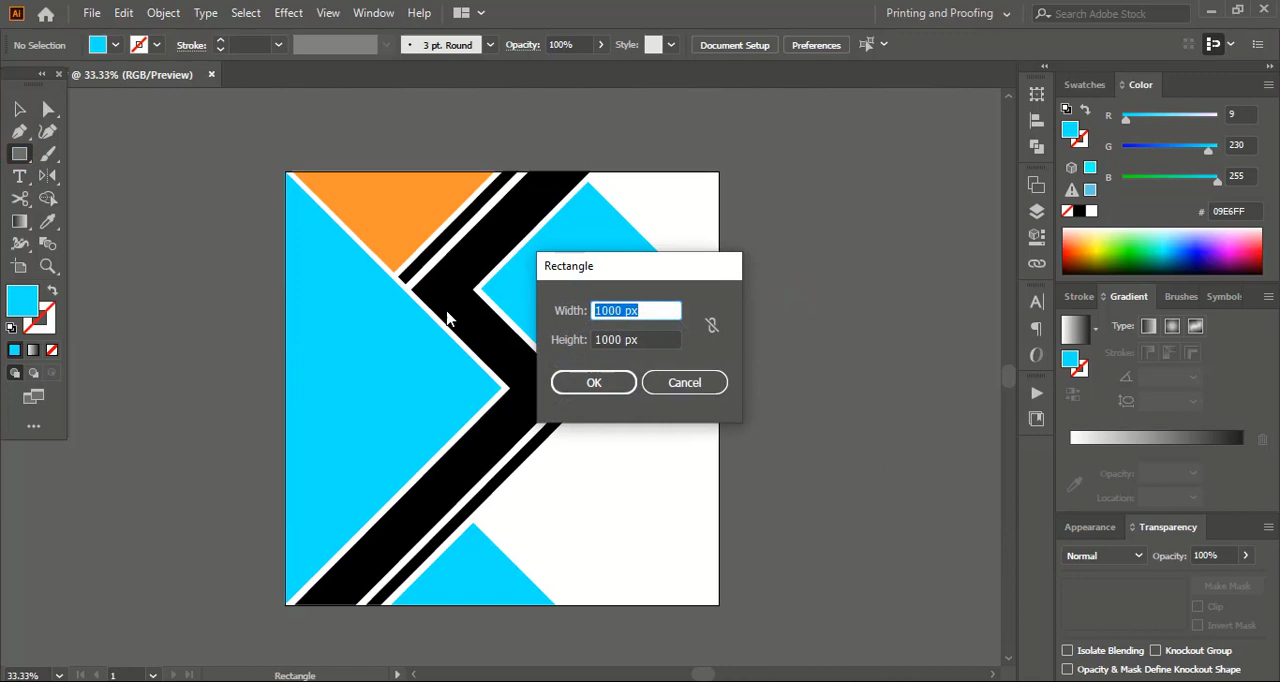 Ai File Edit Object Type Select Effect View Window Help Printing and Proofing Search Adobe Stock
No Selection Stroke: 3 pt. Round Opacity: 100% Style: Document Setup Preferences
@ 33.33% (RGB/Preview)
Swatches Color
R 9
G 230
B 255
# 09E6FF
Rectangle
Width: 1000 px
Height: 1000 px
OK Cancel
Stroke Gradient Brushes Symbol:
Type:
Stroke:
Opacity:
Location:
Appearance Transparency
Normal Opacity: 100%
Make Mask
Clip
Invert Mask
Isolate Blending Knockout Group
Opacity & Mask Define Knockout Shape
33.33% 1 Rectangle